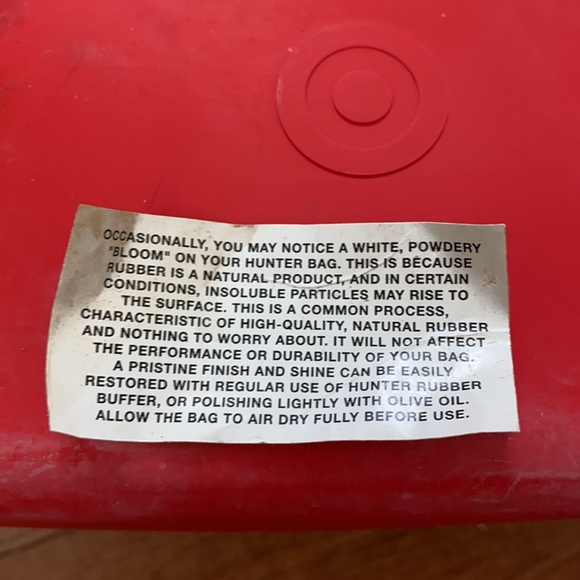 OCCASIONALLY, YOU MAY NOTICE A WHITE, POWDERY
"BLOOM" ON YOUR HUNTER BAG. THIS IS BECAUSE
RUBBER IS A NATURAL PRODUCT, AND IN CERTAIN
CONDITIONS, INSOLUBLE PARTICLES MAY RISE TO
THE SURFACE. THIS IS A COMMON PROCESS,
CHARACTERISTIC OF HIGH-QUALITY, NATURAL RUBBER
AND NOTHING TO WORRY ABOUT. IT WILL NOT AFFECT
THE PERFORMANCE OR DURABILITY OF YOUR BAG.
A PRISTINE FINISH AND SHINE CAN BE EASILY
RESTORED WITH REGULAR USE OF HUNTER RUBBER
BUFFER, OR POLISHING LIGHTLY WITH OLIVE OIL.
ALLOW THE BAG TO AIR DRY FULLY BEFORE USE.